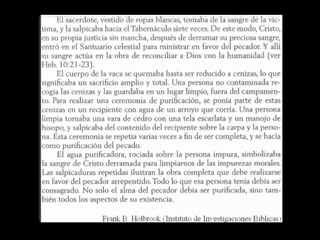 El sacerdote, vestido de ropas blancas, tomaba de la sangre de la víc-
tima, y la salpicaba hacia el Tabernáculo siete veces. De este modo, Cristo,
en su propia justicia sin mancha, después de derramar su preciosa sangre,
entró en el Santuario celestial para ministrar en favor del pecador. Y allí
su sangre actúa en la obra de reconciliar a Dios con la humanidad (ver
Heb. 10:21-23).
El cuerpo de la vaca se quemaba hasta ser reducido a cenizas, lo que
significaba un sacrificio amplio y total. Una persona no contaminada re-
cogía las cenizas y las guardaba en un lugar limpio, fuera del campamen-
to. Para realizar una ceremonia de purificación, se ponía parte de estas
cenizas en un recipiente con agua de un arroyo que corría. Una persona
limpia tomaba una vara de cedro con una tela escarlata y un manojo de
hisopo, y salpicaba del contenido del recipiente sobre la carpa y la perso-
na. Esta ceremonia se repetía varias veces a fin de ser completa, y se hacía
como purificación del pecado.
El agua purificadora, rociada sobre la persona impura, simbolizaba
la sangre de Cristo derramada para limpiarnos de las impurezas morales.
Las salpicaduras repetidas ilustran la obra completa que debe realizarse
en favor del pecador arrepentido. Todo lo que esa persona tenía debía ser
consagrado. No solo el alma del pecador debía ser purificada, sino tam-
bién todos los aspectos de su existencia.
Frank B. Holbrook (Instituto de Investigaciones Bíblicas)